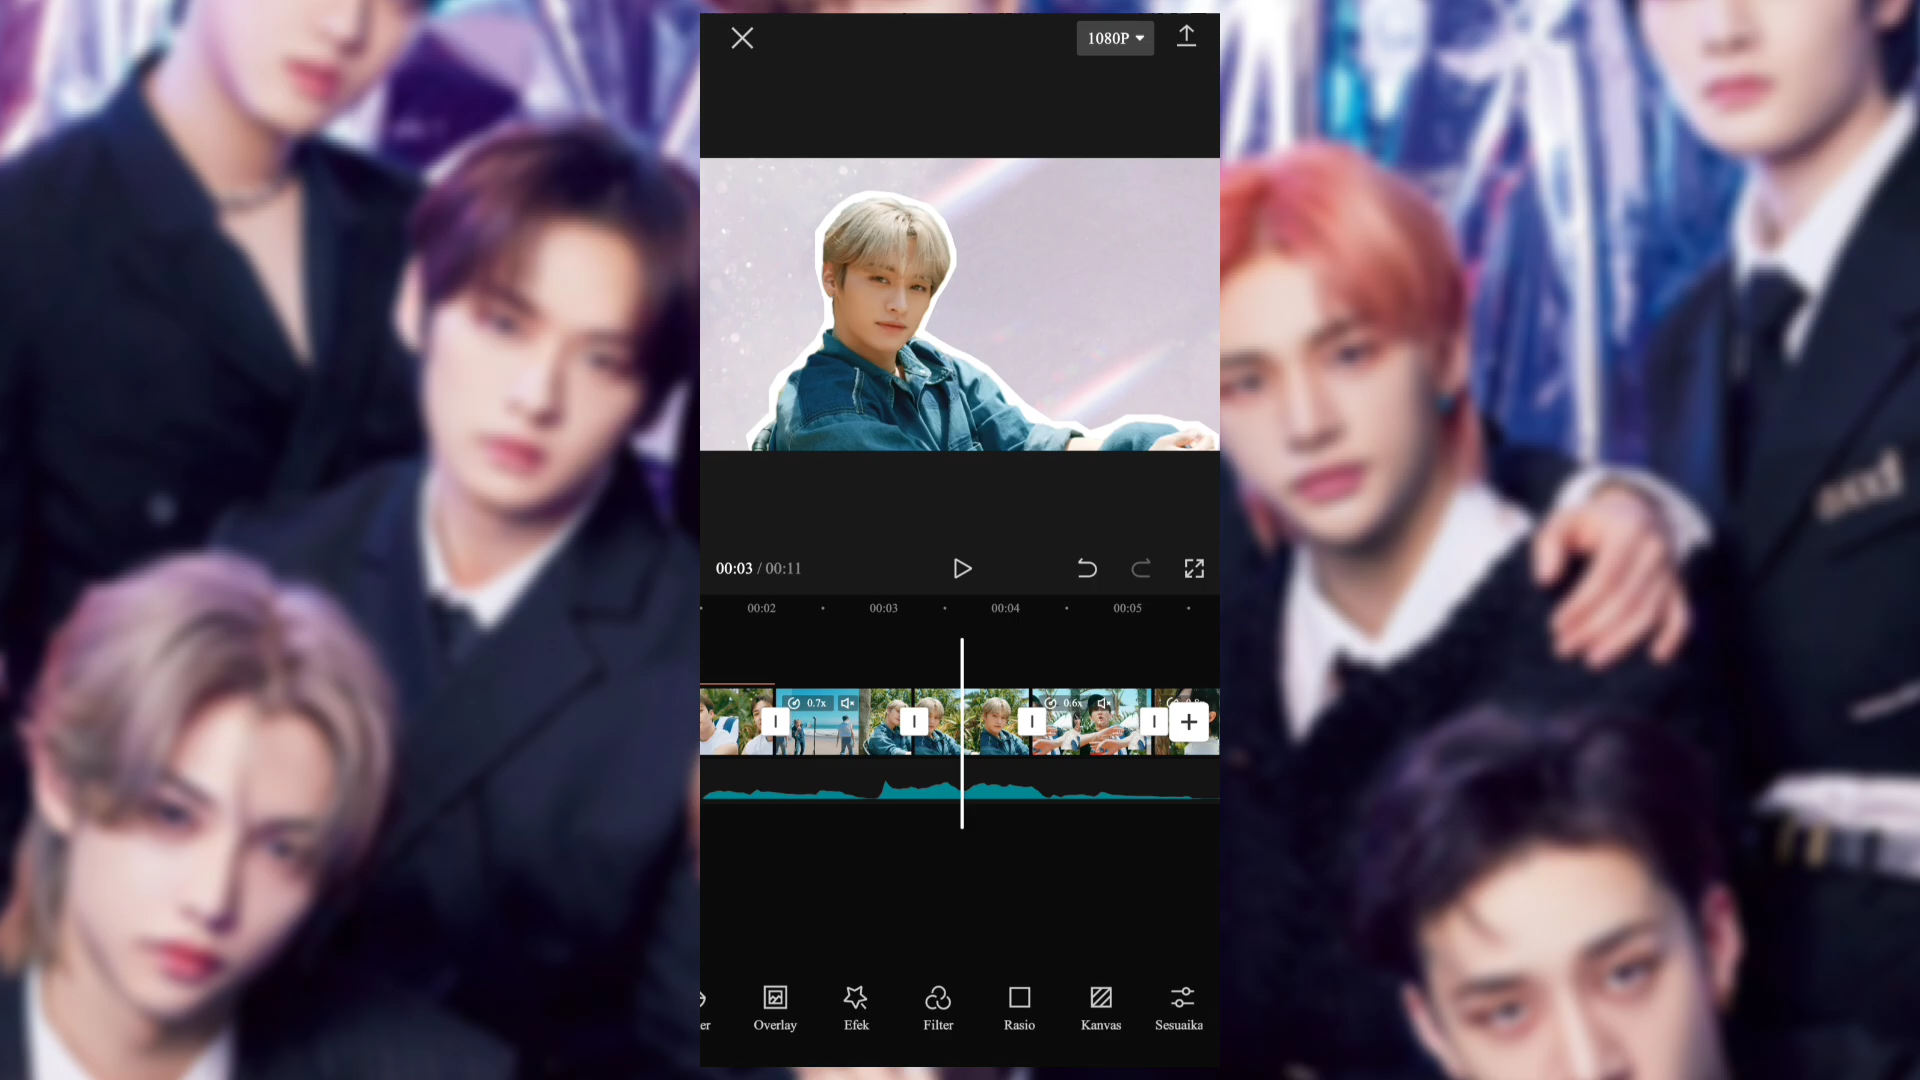 1080P
00:03 / 00:11
00:02 00:03 00:04 00:05
0.7x 0.6x
er Overlay Efek Filter Rasio Kanvas Sesuaika